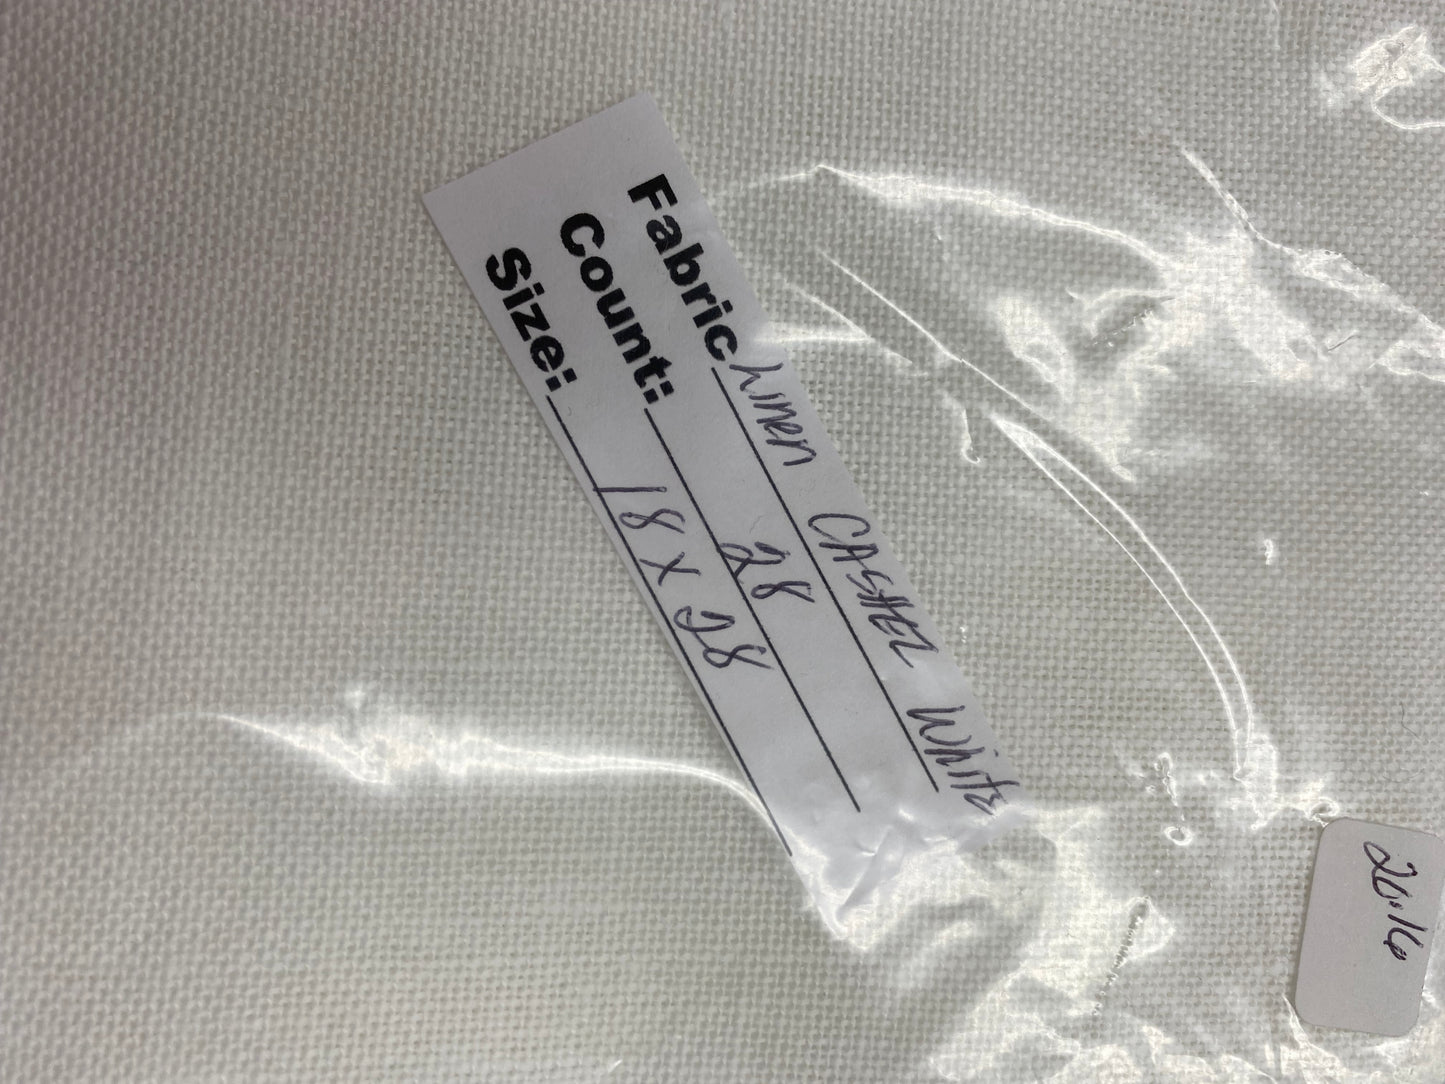 Fabric Linen CASHEL White
Count: 28
Size: 18 x 28
20.16